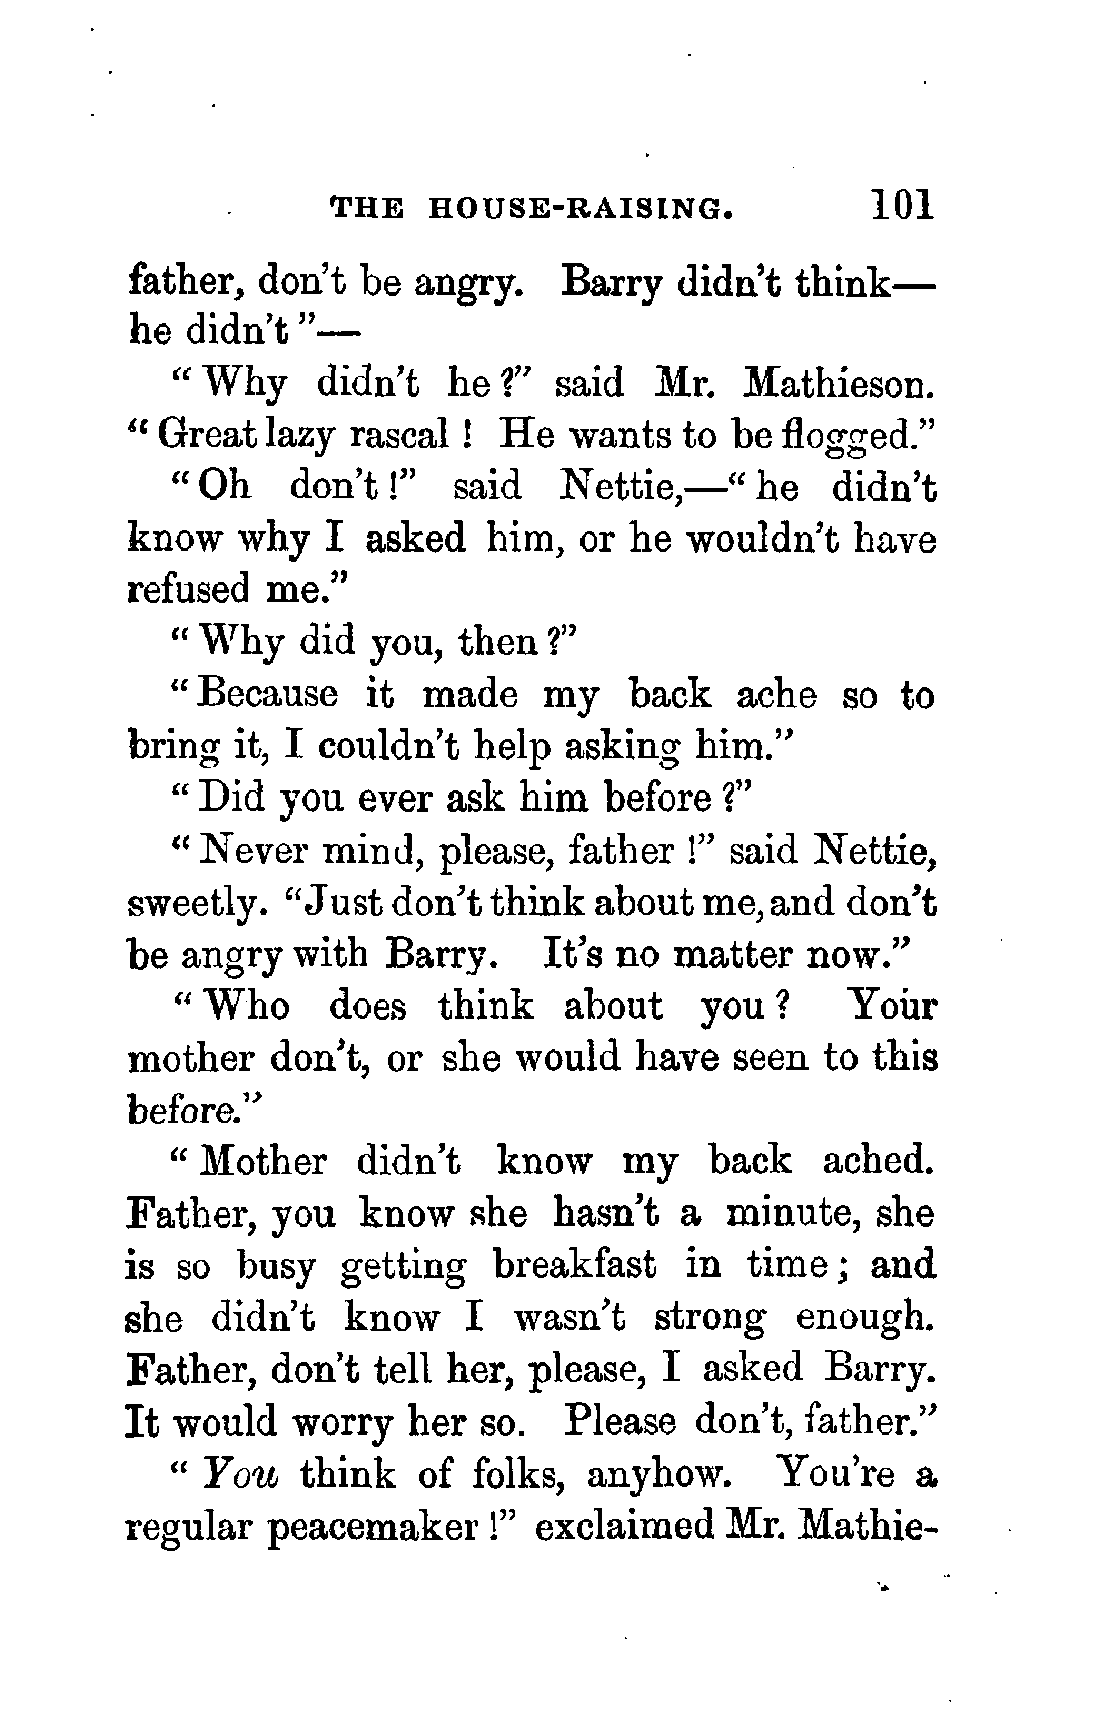 THE HOUSE-RAISING. 101
father, don't be angry. Barry didn't think—
he didn't"—
"Why didn't he?" said Mr. Mathieson.
"Great lazy rascal! He wants to be flogged."
"Oh don't!" said Nettie,—"he didn't
know why I asked him, or he wouldn't have
refused me."
"Why did you, then?"
"Because it made my back ache so to
bring it, I couldn't help asking him."
"Did you ever ask him before?"
"Never mind, please, father!" said Nettie,
sweetly. "Just don't think about me, and don't
be angry with Barry. It's no matter now."
"Who does think about you? Your
mother don't, or she would have seen to this
before."
"Mother didn't know my back ached.
Father, you know she hasn't a minute, she
is so busy getting breakfast in time; and
she didn't know I wasn't strong enough.
Father, don't tell her, please, I asked Barry.
It would worry her so. Please don't, father."
"You think of folks, anyhow. You're a
regular peacemaker!" exclaimed Mr. Mathie-